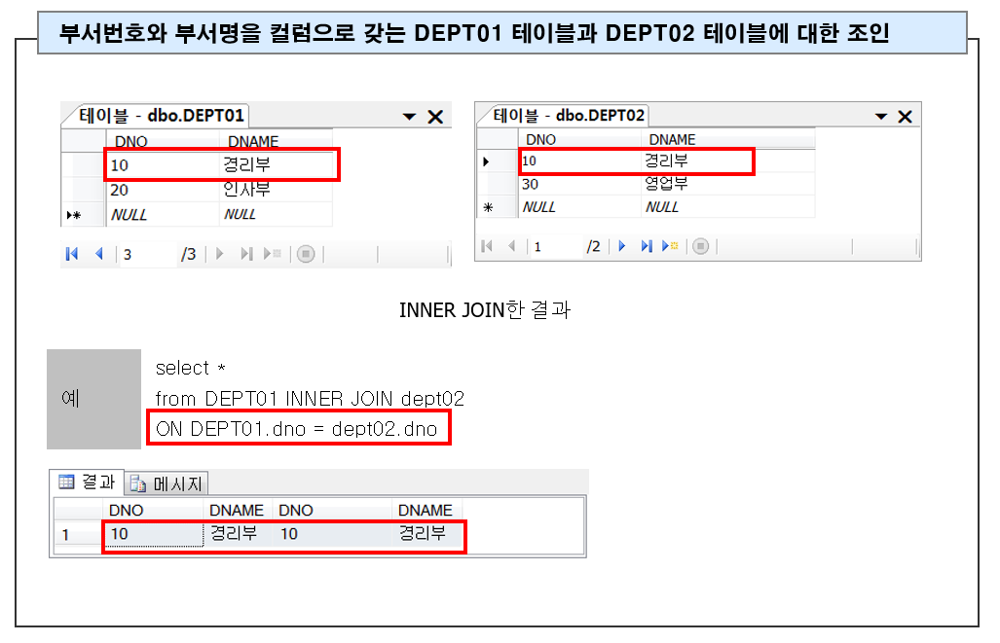 부서번호와 부서명을 컬럼으로 갖는 DEPT01 테이블과 DEPT02 테이블에 대한 조인
테이블 - dbo.DEPT01
DNO DNAME
10 경리부
20 인사부
NULL NULL
3 /3
테이블 - dbo.DEPT02
DNO DNAME
10 경리부
30 영업부
NULL NULL
1 /2
INNER JOIN한 결과
예
select *
from DEPT01 INNER JOIN dept02
ON DEPT01.dno = dept02.dno
결과 메시지
DNO DNAME DNO DNAME
1 10 경리부 10 경리부